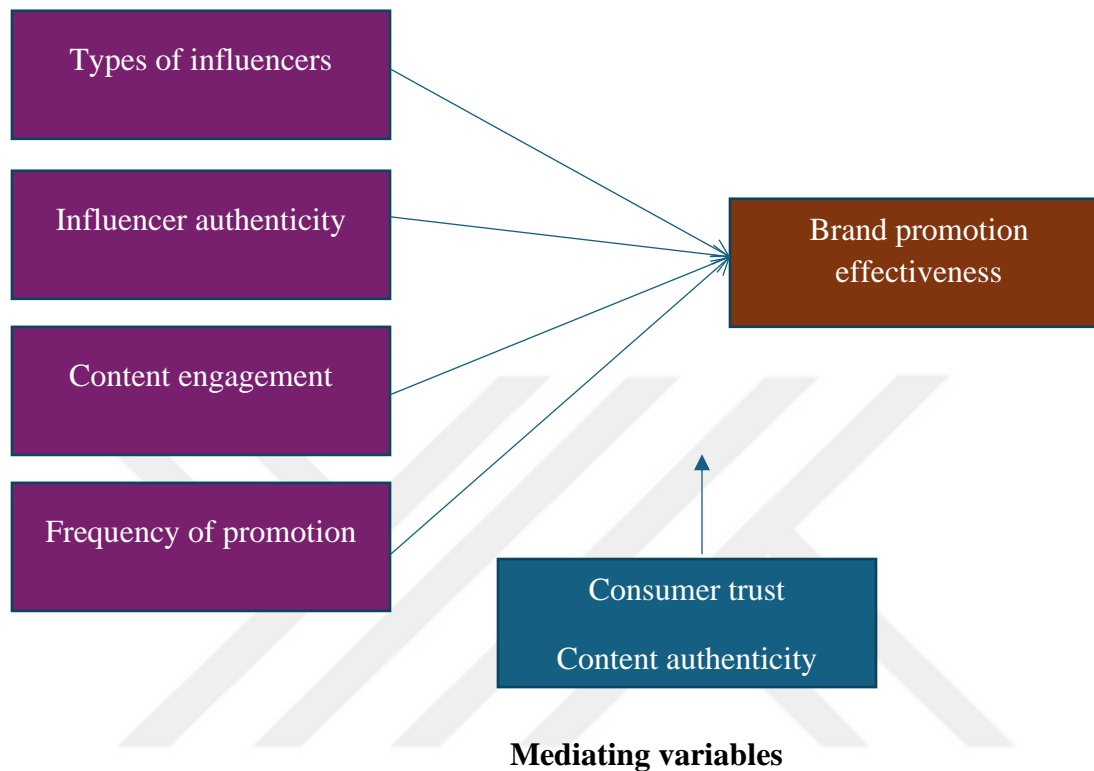 Types of influencers
Influencer authenticity
Content engagement
Frequency of promotion
Brand promotion
effectiveness
Consumer trust
Content authenticity
Mediating variables